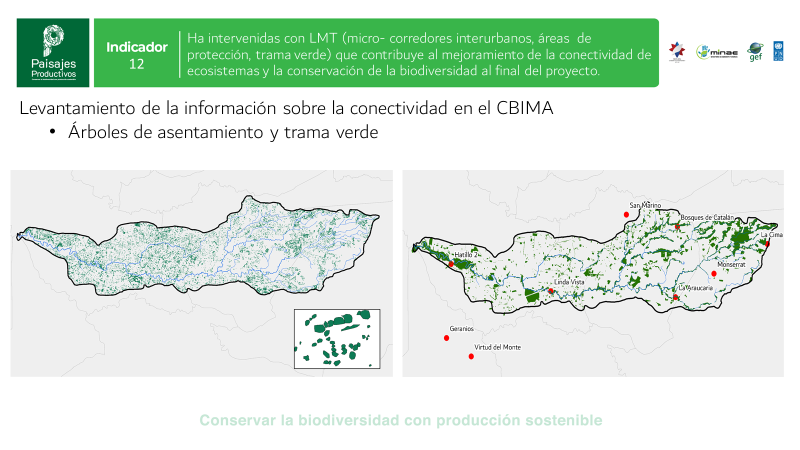 Paisajes
Productivos
Indicador
12
Ha intervenidas con LMT (micro- corredores interurbanos, áreas de
protección, trama verde) que contribuye al mejoramiento de la conectividad de
ecosistemas y la conservación de la biodiversidad al final del proyecto.
minae
gef
Levantamiento de la información sobre la conectividad en el CBIMA
• Árboles de asentamiento y trama verde
San Marino
Bosques de Catalán
La Cima
Hatillo 2
Monserrat
Linda Vista
La Araucaria
Geranios
Virtud del Monte
Conservar la biodiversidad con producción sostenible